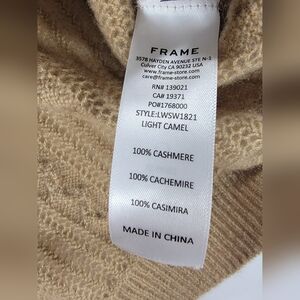 FRAME
3578 HAYDEN AVENUE STE N-1
Culver City CA 90232 USA
www.frame-store.com
care@frame-store.com
RN# 139021
CA# 19371
PO#1768000
STYLE:LWSW1821
LIGHT CAMEL
100% CASHMERE
100% CACHEMIRE
100% CASIMIRA
MADE IN CHINA